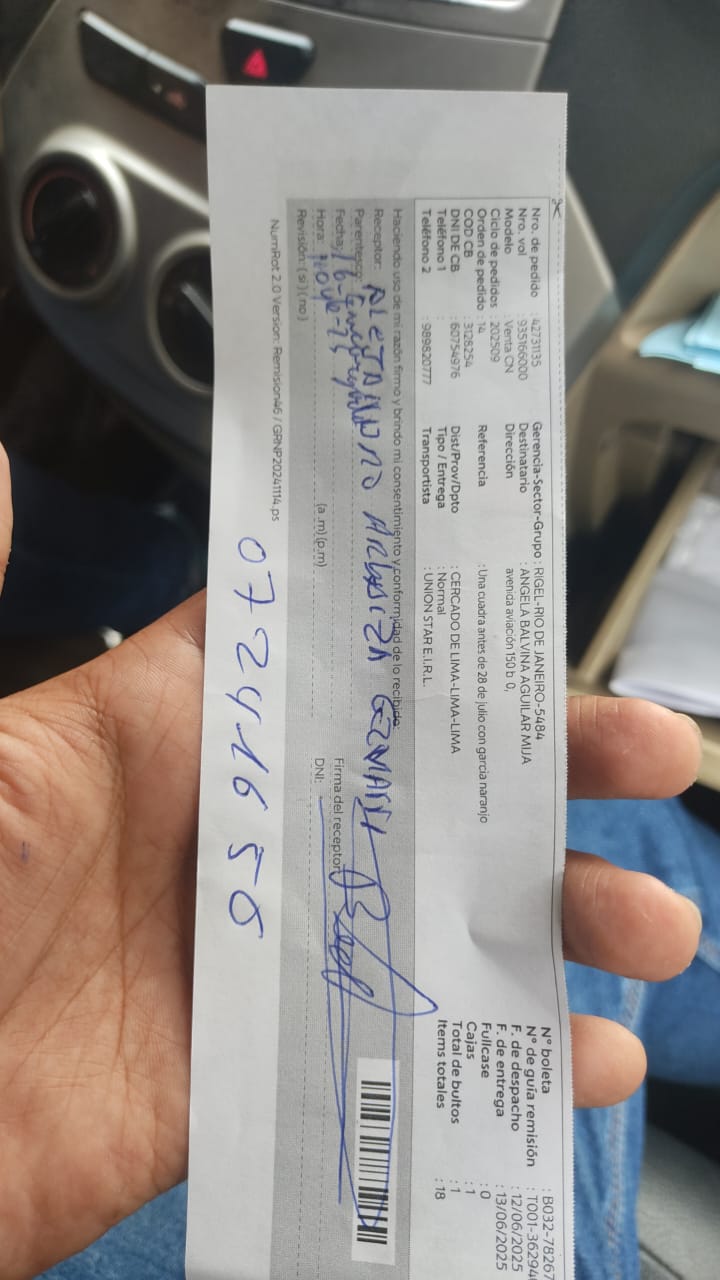 Nro. de pedido : 42731135 Gerencia-Sector-Grupo : RIGEL-RIO DE JANEIRO-5484 N° boleta : B032-78267
Nro. vol : 935166000 Destinatario : ANGELA BALVINA AGUILAR MIJA N° de guía remisión : T001-36294
Modelo : Venta CN Dirección avenida aviación 150 b 0, F. de despacho : 12/06/2025
Ciclo de pedidos : 202509 F. de entrega : 13/06/2025
Orden de pedido : 14 Referencia : Una cuadra antes de 28 de julio con garcia naranjo Fullcase : 0
COD CB : 3128254 Cajas : 1
DNI DE CB : 60754976 Dist/Prov/Dpto : CERCADO DE LIMA-LIMA-LIMA Total de bultos : 1
Teléfono 1 : Tipo / Entrega : Normal Items totales : 18
Teléfono 2 : 989820777 Transportista : UNION STAR E.I.R.L.
Haciendo uso de mi razón firmo y brindo mi consentimiento y conformidad de lo recibido:
Receptor:
Parentesco: Firma del receptor:
Fecha:
Hora: (a .m) (p.m) DNI:
Revisión: ( si ) ( no )
NumRot 2.0 Version: Remision46 / GRNP20241114.ps
07241650